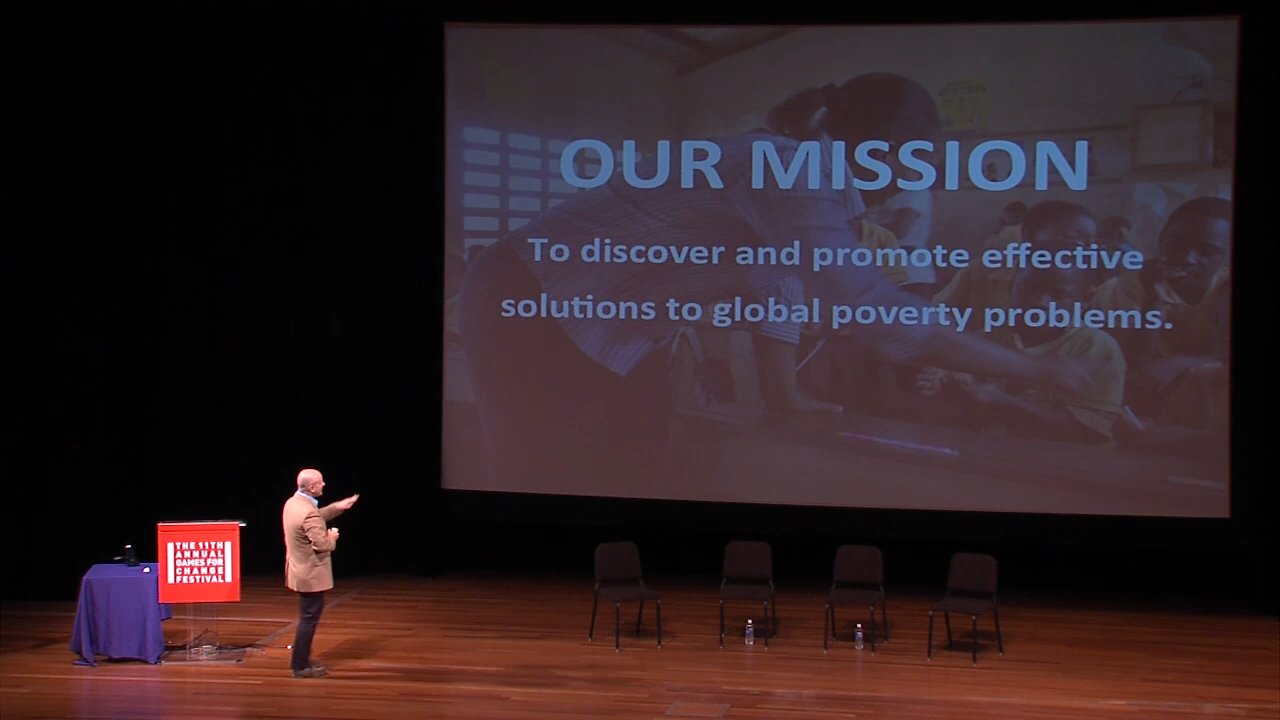 OUR MISSION
To discover and promote effective
solutions to global poverty problems.
THE 11TH
ANNUAL
GAMES FOR
CHANGE
FESTIVAL